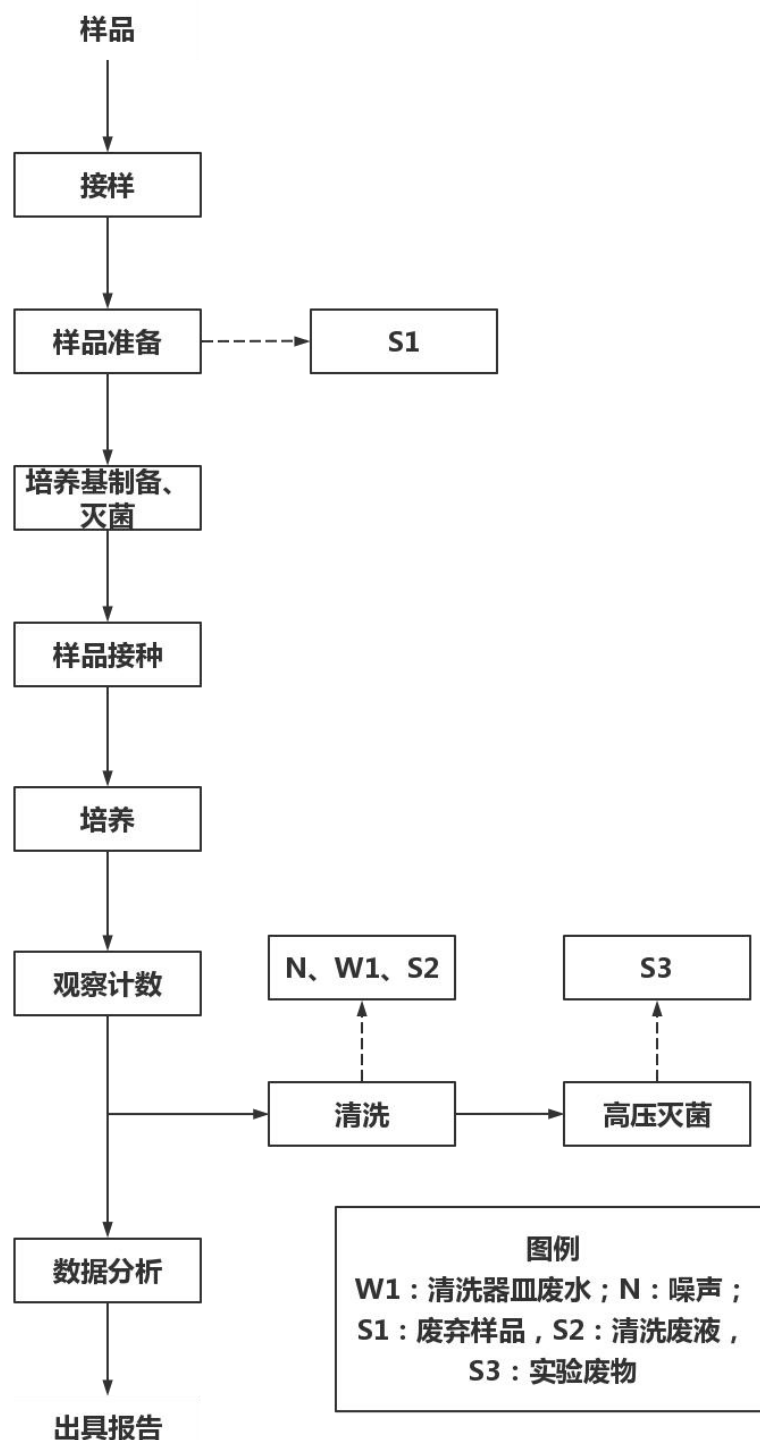 样品
接样
样品准备
S1
培养基制备、
灭菌
样品接种
培养
观察计数
N、W1、S2
S3
清洗
高压灭菌
数据分析
图例
W1：清洗器皿废水；N：噪声；
S1：废弃样品，S2：清洗废液，
S3：实验废物
出具报告